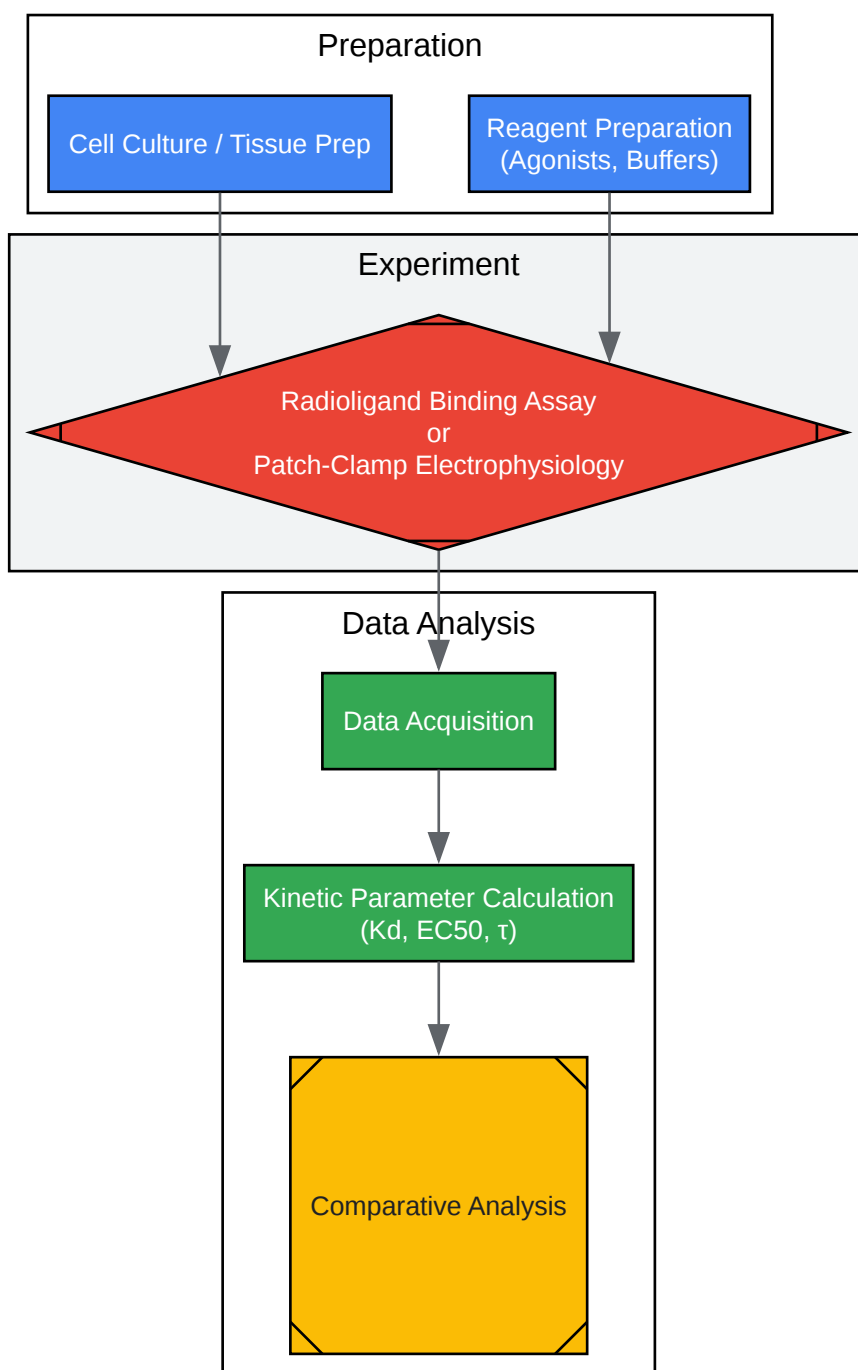 Preparation
Cell Culture / Tissue Prep
Reagent Preparation
(Agonists, Buffers)
Experiment
Radioligand Binding Assay
or
Patch-Clamp Electrophysiology
Data Analysis
Data Acquisition
Kinetic Parameter Calculation
(Kd, EC50, τ)
Comparative Analysis